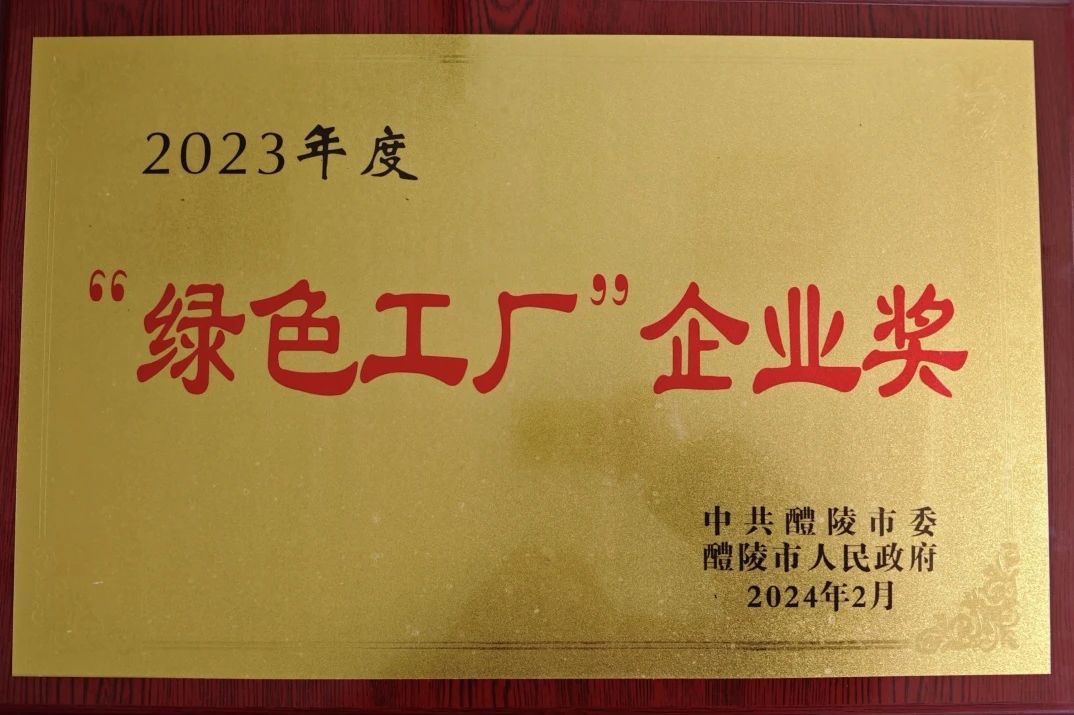 2023年度
“绿色工厂”企业奖
中共醴陵市委
醴陵市人民政府
2024年2月